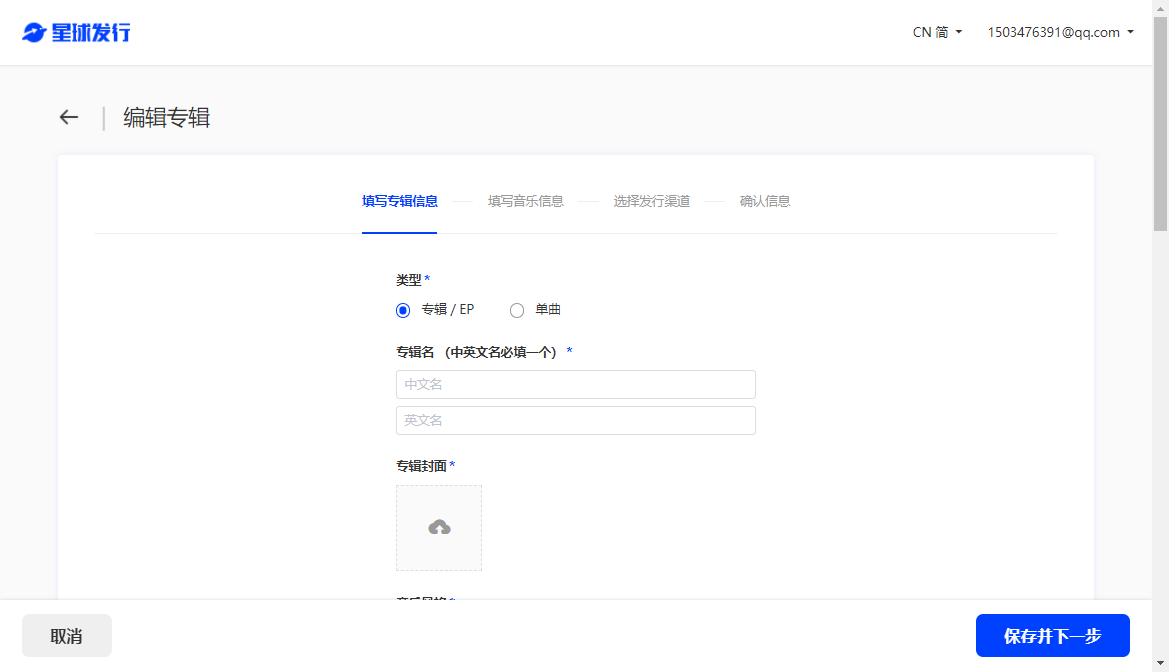 星球发行
CN 简
1503476391@qq.com
编辑专辑
填写专辑信息
填写音乐信息
选择发行渠道
确认信息
类型*
专辑 / EP
单曲
专辑名 （中英文名必填一个） *
中文名
英文名
专辑封面*
取消
保存并下一步